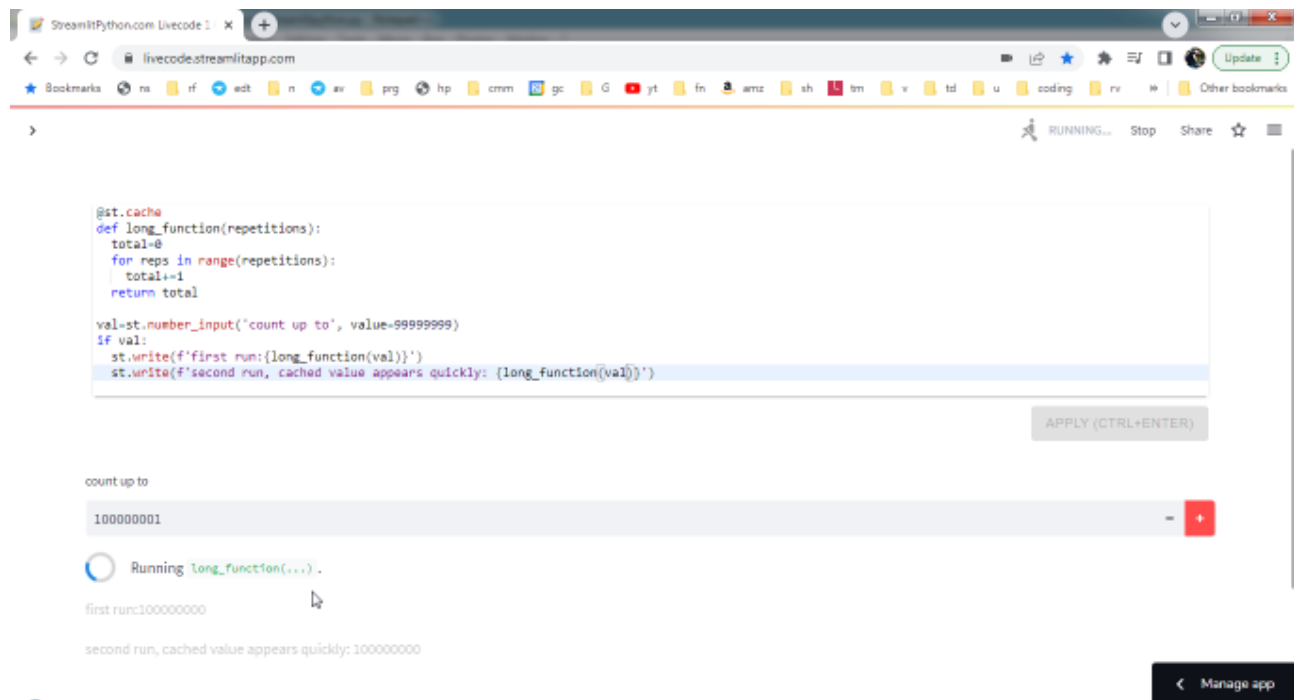 StreamlitPython.com Livecode 1
livecode.streamlitapp.com
Update
Bookmarks ns rf edt n av prg hp cmm gc G yt fn amz sh tm v td u coding rv » Other bookmarks
RUNNING... Stop Share
@st.cache
def long_function(repetitions):
total=0
for reps in range(repetitions):
total+=1
return total
val=st.number_input('count up to', value=99999999)
if val:
st.write(f'first run:{long_function(val)}')
st.write(f'second run, cached value appears quickly: {long_function(val)}')
APPLY (CTRL+ENTER)
count up to
100000001
Running long_function(...).
first run:100000000
second run, cached value appears quickly: 100000000
Manage app